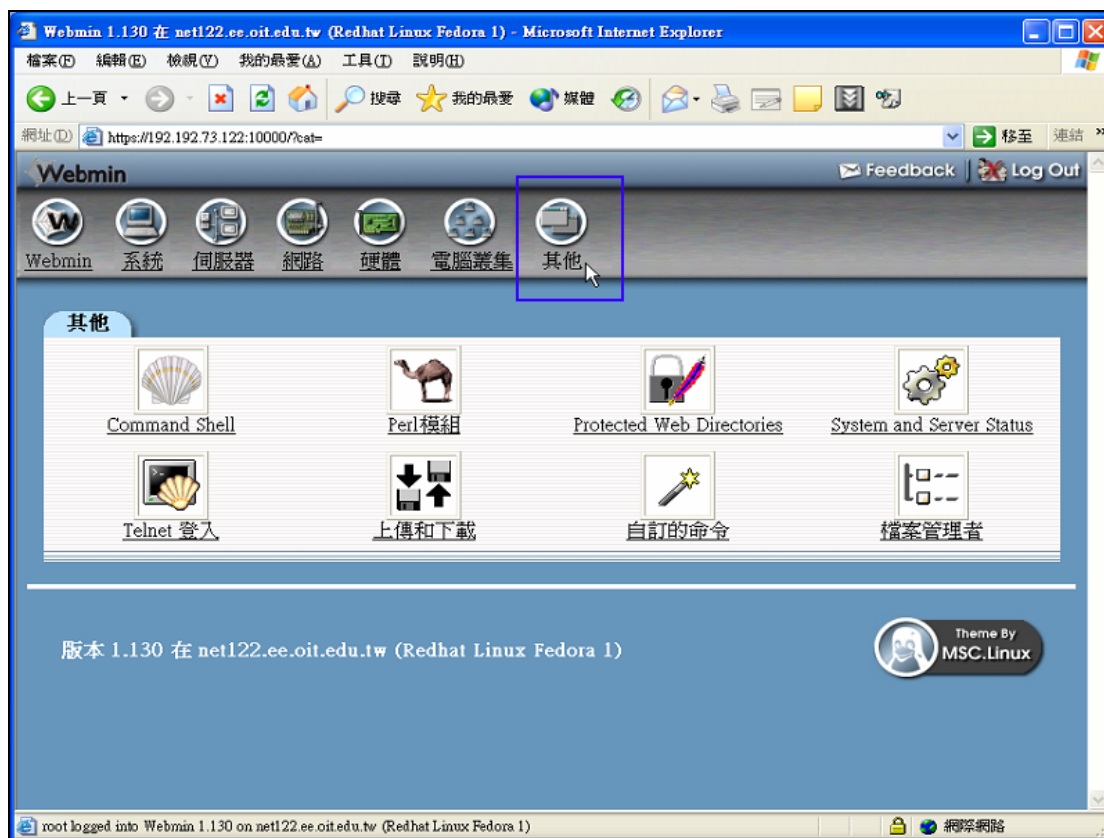 Webmin 1.130 在 net122.ee.oit.edu.tw (Redhat Linux Fedora 1) - Microsoft Internet Explorer
檔案(F) 編輯(E) 檢視(V) 我的最愛(A) 工具(T) 說明(H)
上一頁 搜尋 我的最愛 媒體
網址(D) https://192.192.73.122:10000/?cat= 移至 連結 »
Webmin Feedback Log Out
Webmin 系統 伺服器 網路 硬體 電腦叢集 其他
其他
Command Shell Perl模組 Protected Web Directories System and Server Status
Telnet 登入 上傳和下載 自訂的命令 檔案管理者
版本 1.130 在 net122.ee.oit.edu.tw (Redhat Linux Fedora 1)
Theme By
MSC.Linux
root logged into Webmin 1.130 on net122.ee.oit.edu.tw (Redhat Linux Fedora 1) 網際網路